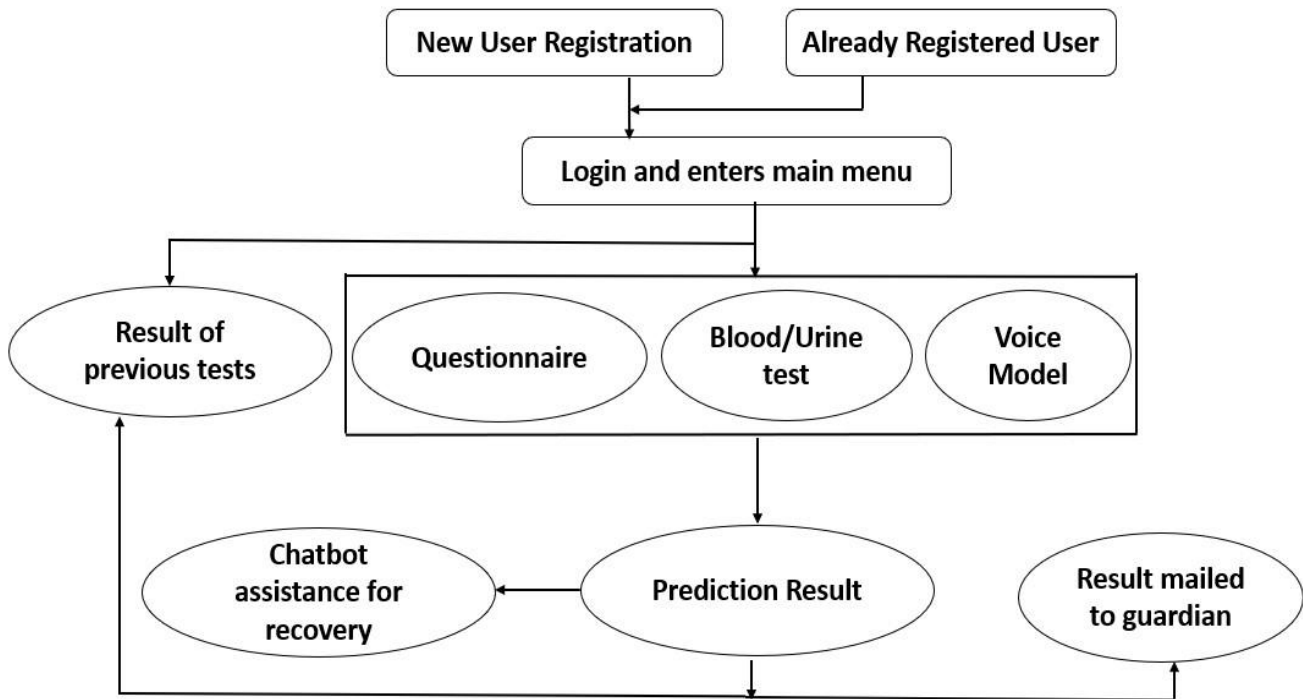 New User Registration
Already Registered User
Login and enters main menu
Result of
previous tests
Questionnaire
Blood/Urine
test
Voice
Model
Chatbot
assistance for
recovery
Prediction Result
Result mailed
to guardian